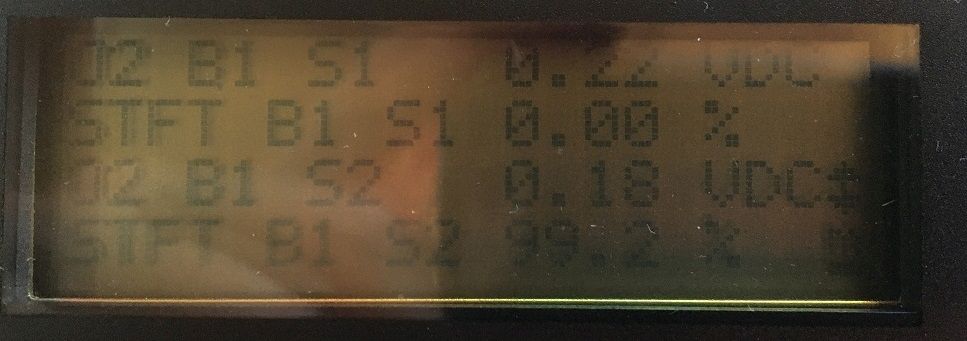 O2 B1 S1 0.22 VDC
STFT B1 S1 0.00 %
O2 B1 S2 0.18 VDC‡
STFT B1 S2 99.2 %